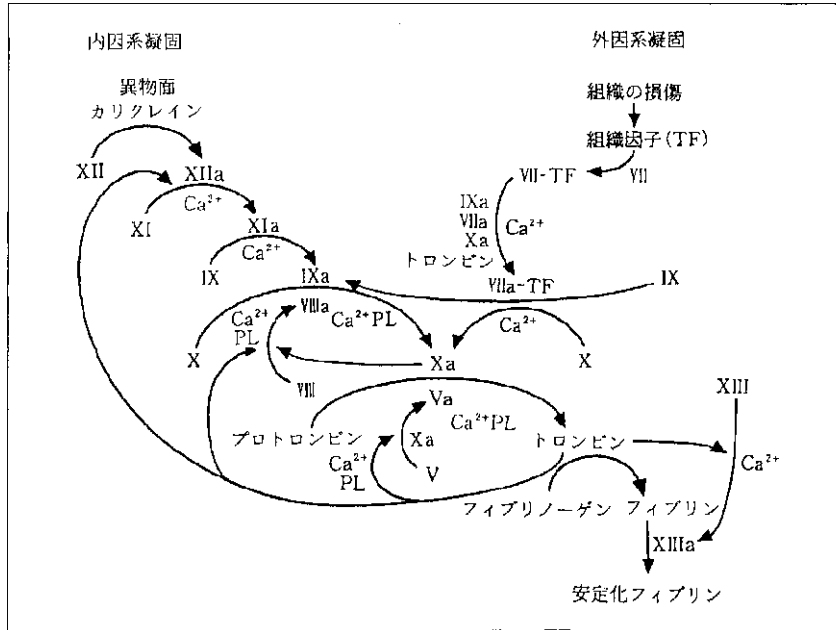 内因系凝固
外因系凝固
異物面
カリクレイン
組織の損傷
組織因子(TF)
XII
XIIa
Ca²⁺
VII-TF
VII
XI
XIa
Ca²⁺
IXa
VIIa
Xa
トロンビン
Ca²⁺
IX
IXa
VIIa-TF
IX
Ca²⁺
PL
VIIIa
Ca²⁺PL
Ca²⁺
X
Xa
X
VIII
Va
XIII
プロトロンビン
Xa
Ca²⁺PL
トロンビン
Ca²⁺
PL
V
Ca²⁺
フィブリノーゲン
フィブリン
XIIIa
安定化フィブリン